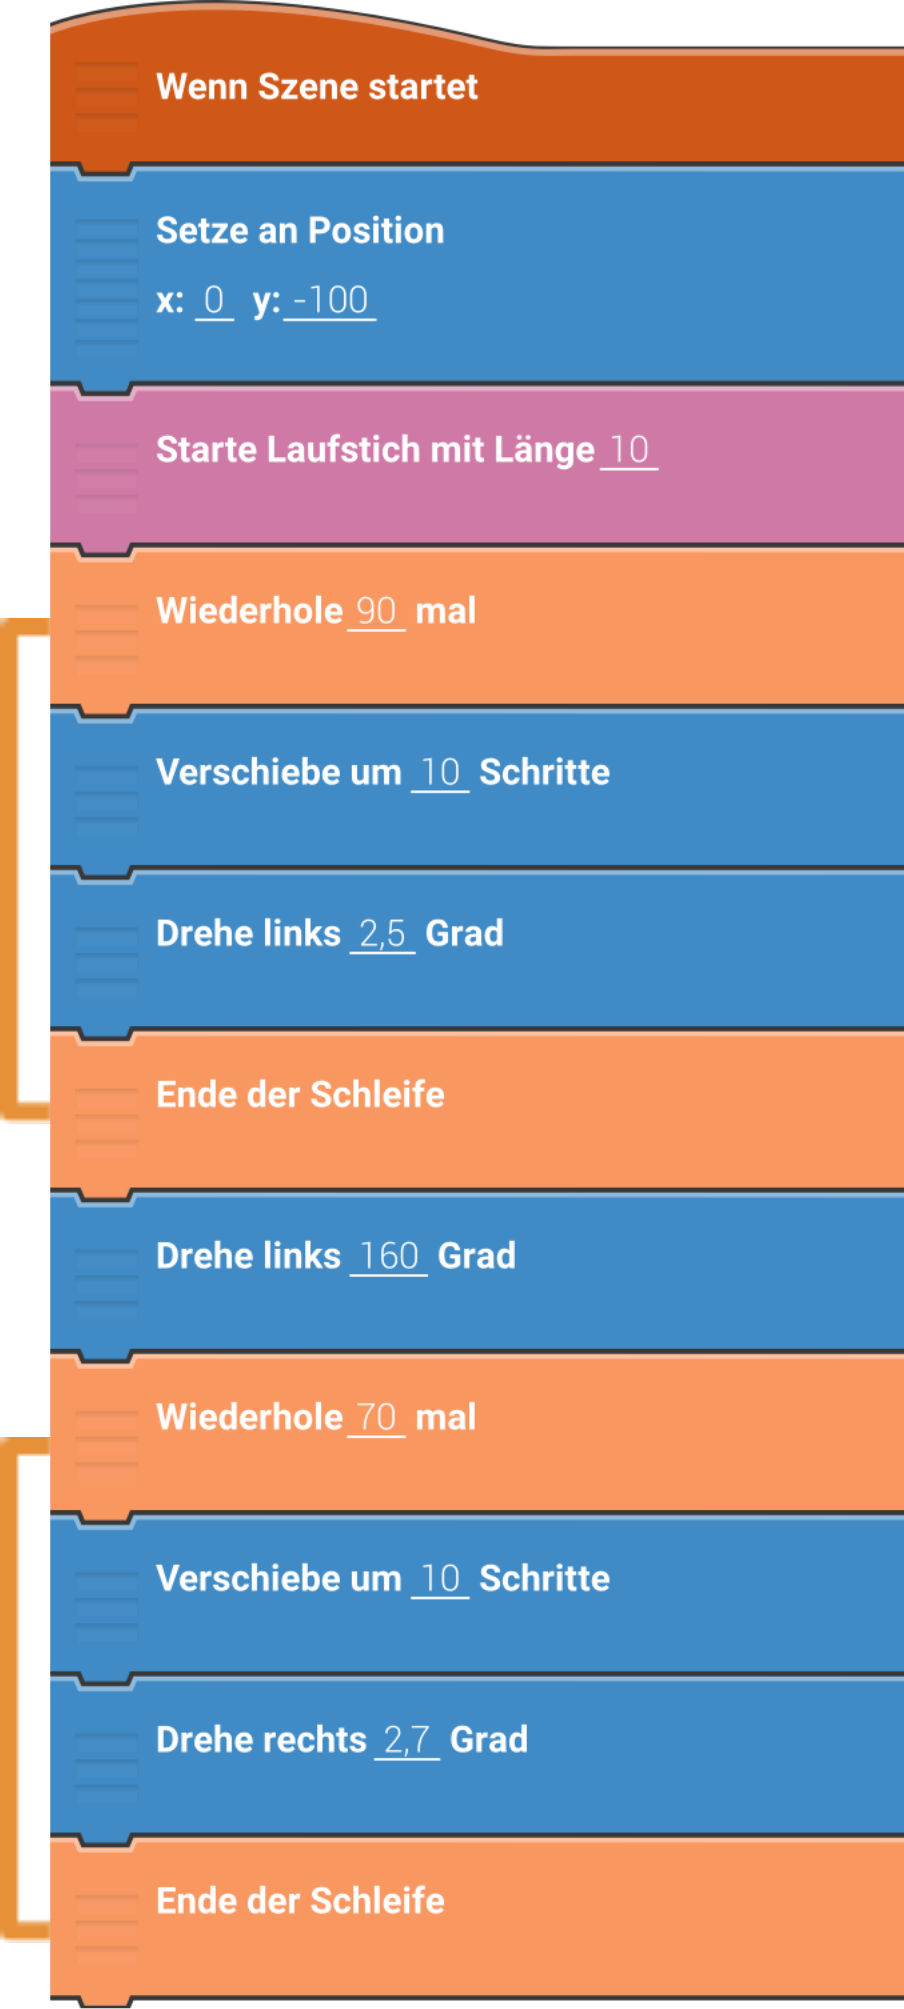 Wenn Szene startet
Setze an Position
x: 0 y: -100
Starte Laufstich mit Länge 10
Wiederhole 90 mal
Verschiebe um 10 Schritte
Drehe links 2,5 Grad
Ende der Schleife
Drehe links 160 Grad
Wiederhole 70 mal
Verschiebe um 10 Schritte
Drehe rechts 2,7 Grad
Ende der Schleife